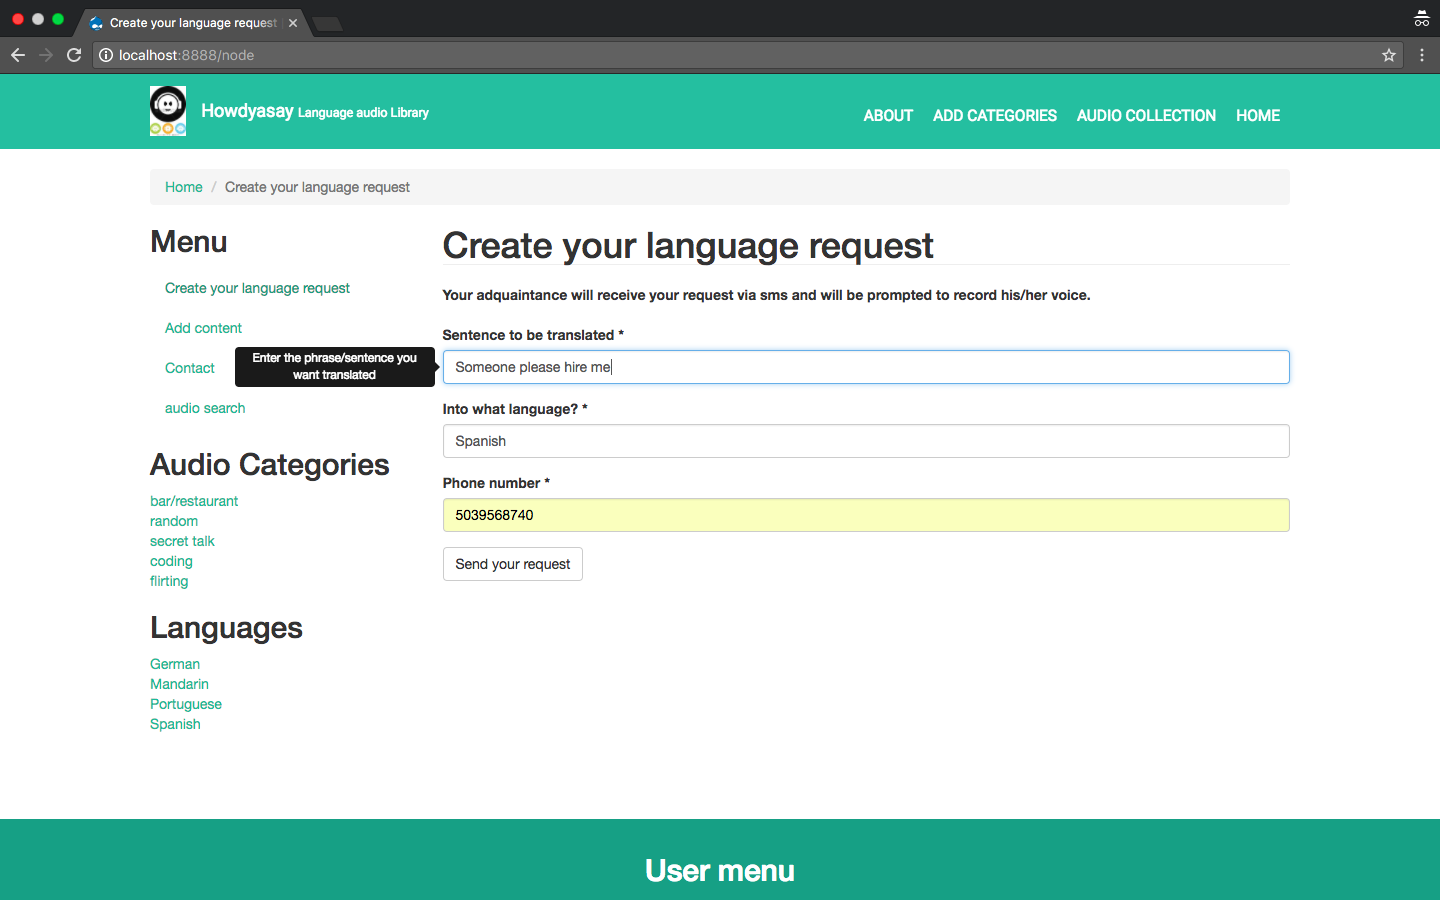 Create your language request
localhost:8888/node
Howdyasay Language audio Library
ABOUT ADD CATEGORIES AUDIO COLLECTION HOME
Home / Create your language request
Menu
Create your language request
Add content
Contact
audio search
Audio Categories
bar/restaurant
random
secret talk
coding
flirting
Languages
German
Mandarin
Portuguese
Spanish
Create your language request
Your adquaintance will receive your request via sms and will be prompted to record his/her voice.
Sentence to be translated *
Enter the phrase/sentence you
want translated
Someone please hire me
Into what language? *
Spanish
Phone number *
5039568740
Send your request
User menu